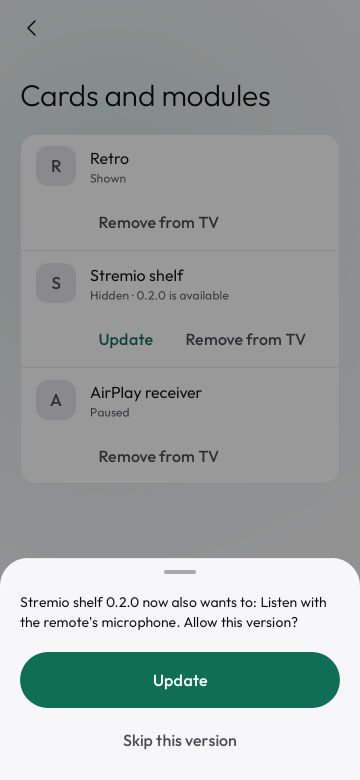 Cards and modules
R
Retro
Shown
Remove from TV
S
Stremio shelf
Hidden · 0.2.0 is available
Update
Remove from TV
A
AirPlay receiver
Paused
Remove from TV
Stremio shelf 0.2.0 now also wants to: Listen with
the remote's microphone. Allow this version?
Update
Skip this version